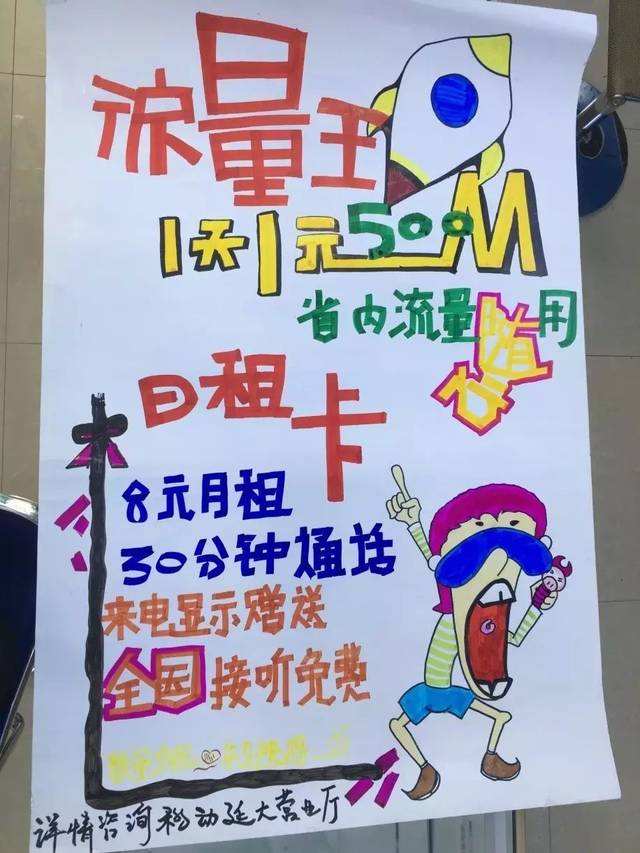 流量王
1天1元500M
省内流量随心用
日租卡
8元月租
30分钟通话
来电显示赠送
全国接听免费
详情咨询移动延大营业厅